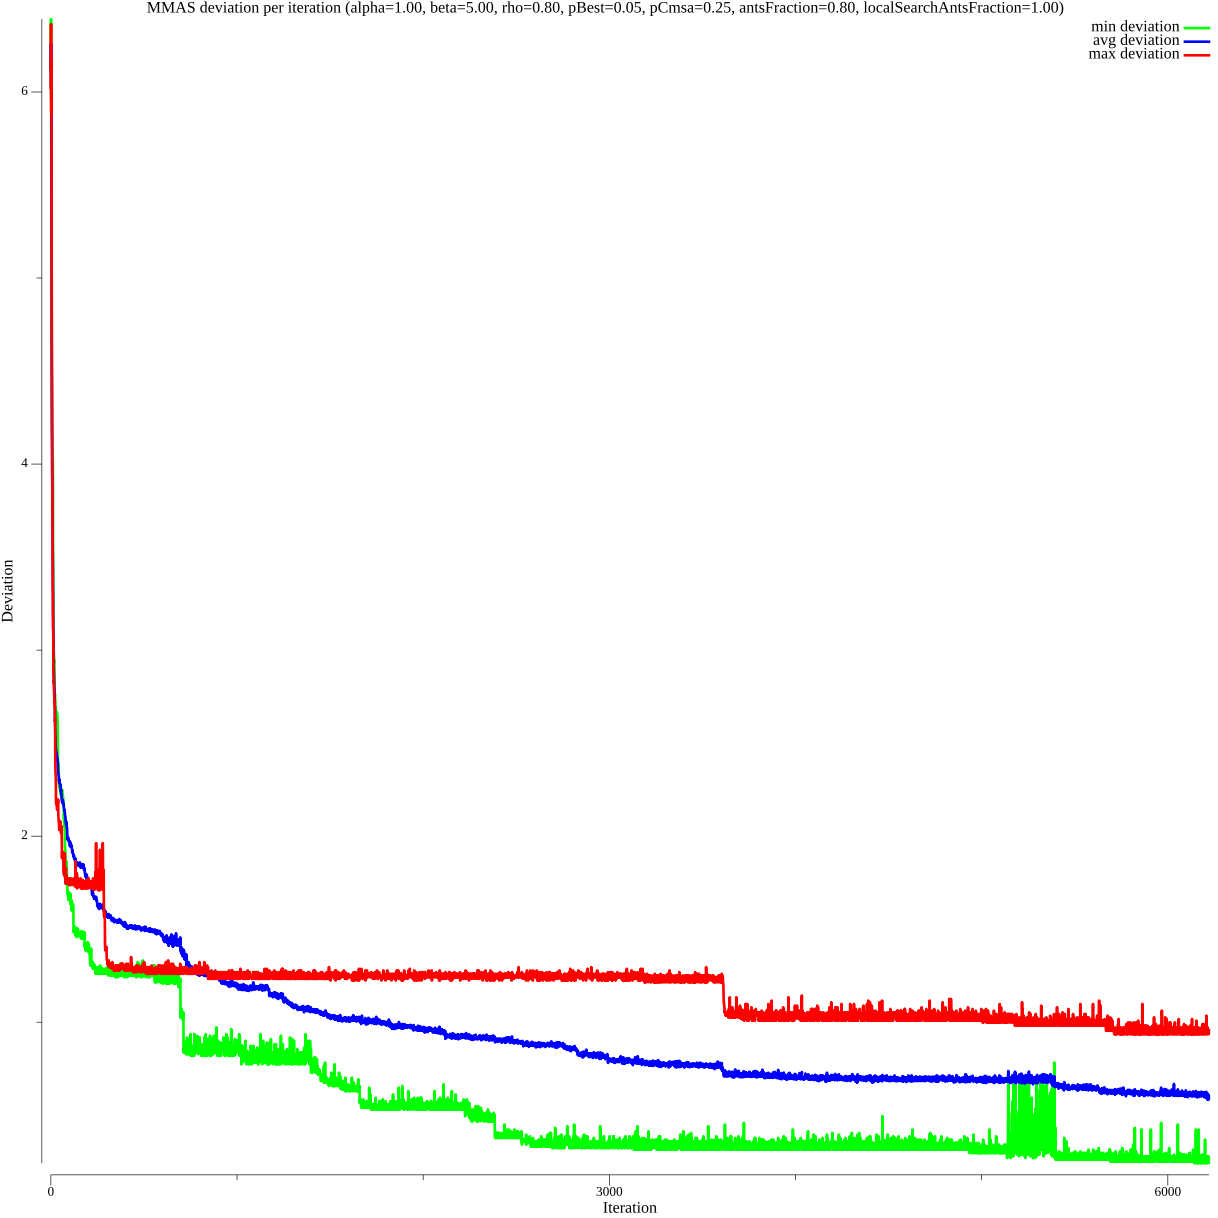 MMAS deviation per iteration (alpha=1.00, beta=5.00, rho=0.80, pBest=0.05, pCmsa=0.25, antsFraction=0.80, localSearchAntsFraction=1.00)
min deviation
avg deviation
max deviation
6
4
2
Deviation
0
3000
6000
Iteration